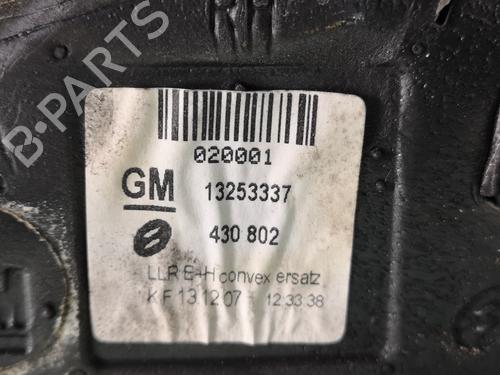 B-PARTS
020001
GM 13253337
430 802
LLR E+H convex ersatz
KF 13.12.07 12:33:38